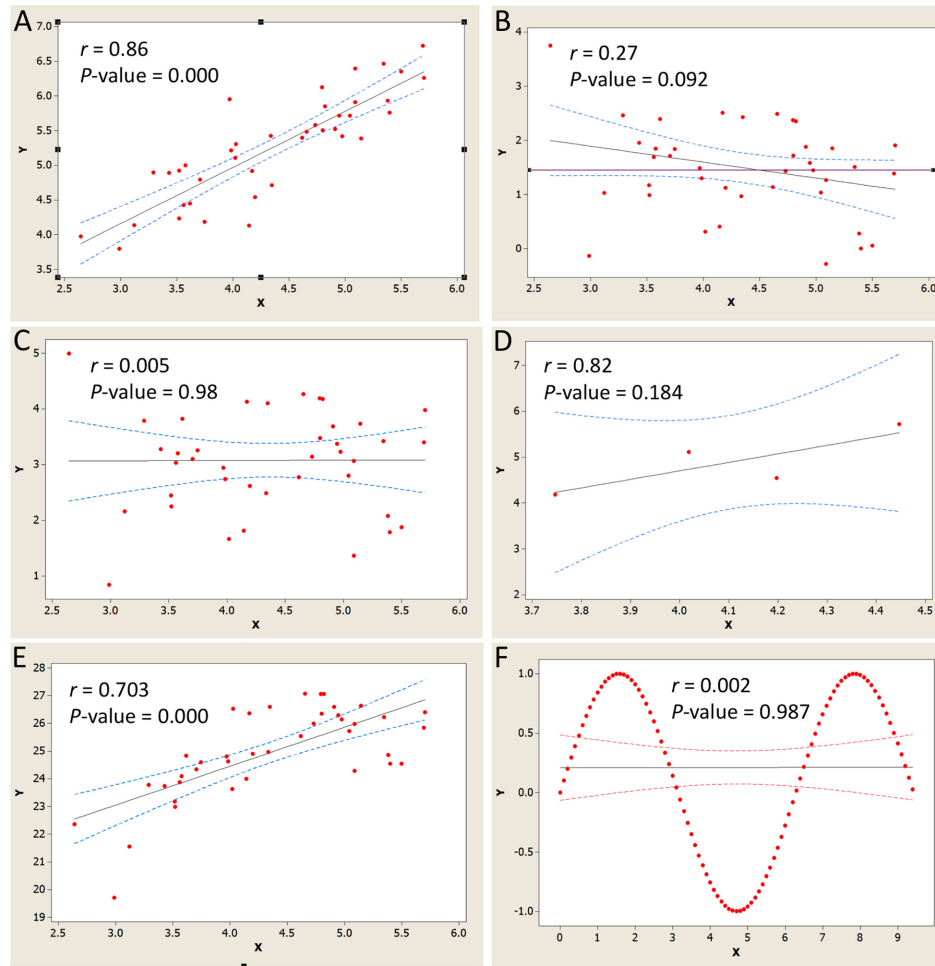 A
r = 0.86
P-value = 0.000
7.0
6.5
6.0
5.5
5.0
4.5
4.0
3.5
Y
2.5 3.0 3.5 4.0 4.5 5.0 5.5 6.0
X
B
r = 0.27
P-value = 0.092
4
3
2
1
0
Y
2.5 3.0 3.5 4.0 4.5 5.0 5.5 6.0
X
C
r = 0.005
P-value = 0.98
5
4
3
2
1
Y
2.5 3.0 3.5 4.0 4.5 5.0 5.5 6.0
X
D
r = 0.82
P-value = 0.184
7
6
5
4
3
2
Y
3.7 3.8 3.9 4.0 4.1 4.2 4.3 4.4 4.5
X
E
r = 0.703
P-value = 0.000
28
27
26
25
24
23
22
21
20
19
Y
2.5 3.0 3.5 4.0 4.5 5.0 5.5 6.0
X
F
r = 0.002
P-value = 0.987
1.0
0.5
0.0
-0.5
-1.0
Y
0 1 2 3 4 5 6 7 8 9
X